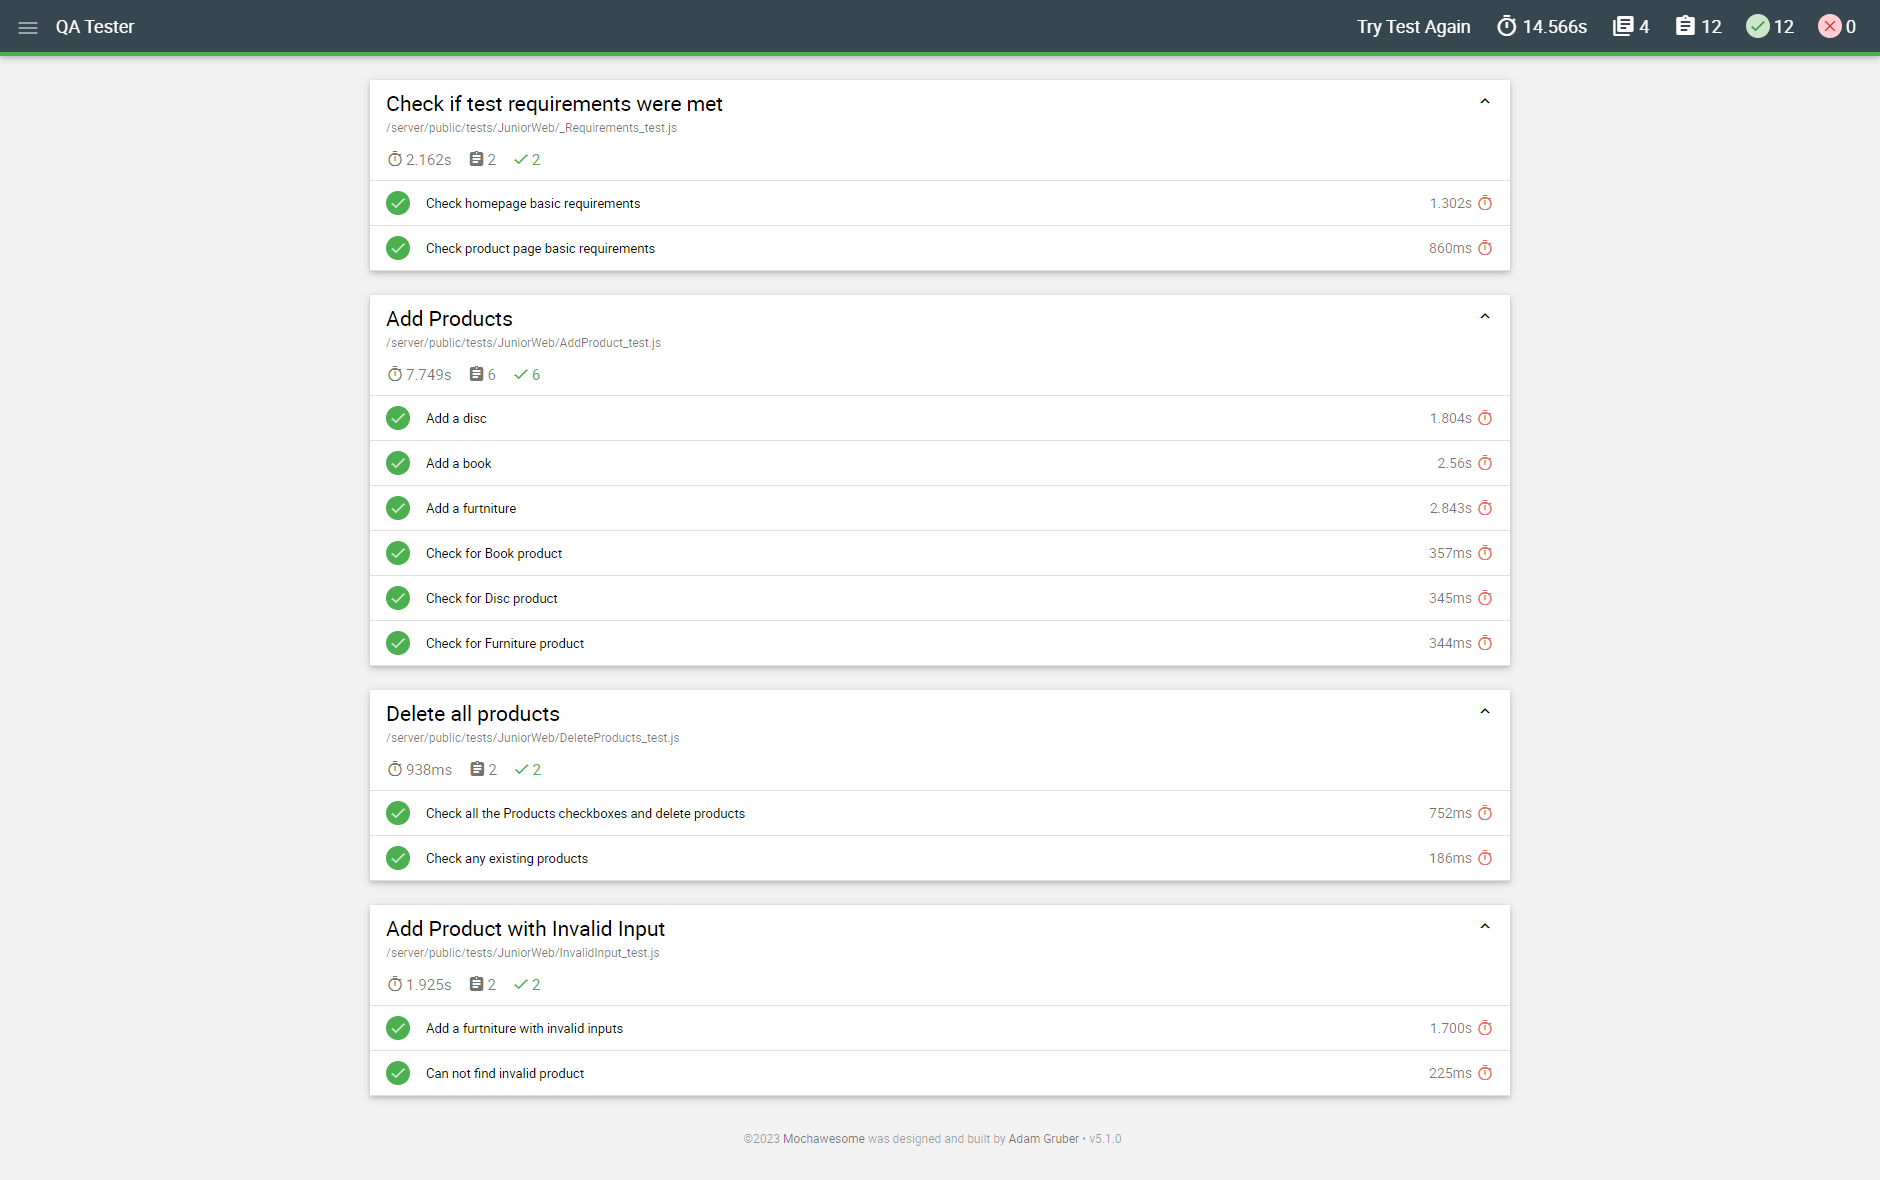 QA Tester
Try Test Again 14.566s 4 12 12 0
Check if test requirements were met
/server/public/tests/JuniorWeb/_Requirements_test.js
2.162s 2 2
Check homepage basic requirements 1.302s
Check product page basic requirements 860ms
Add Products
/server/public/tests/JuniorWeb/AddProduct_test.js
7.749s 6 6
Add a disc 1.804s
Add a book 2.56s
Add a furtniture 2.843s
Check for Book product 357ms
Check for Disc product 345ms
Check for Furniture product 344ms
Delete all products
/server/public/tests/JuniorWeb/DeleteProducts_test.js
938ms 2 2
Check all the Products checkboxes and delete products 752ms
Check any existing products 186ms
Add Product with Invalid Input
/server/public/tests/JuniorWeb/InvalidInput_test.js
1.925s 2 2
Add a furtniture with invalid inputs 1.700s
Can not find invalid product 225ms
©2023 Mochawesome was designed and built by Adam Gruber • v5.1.0